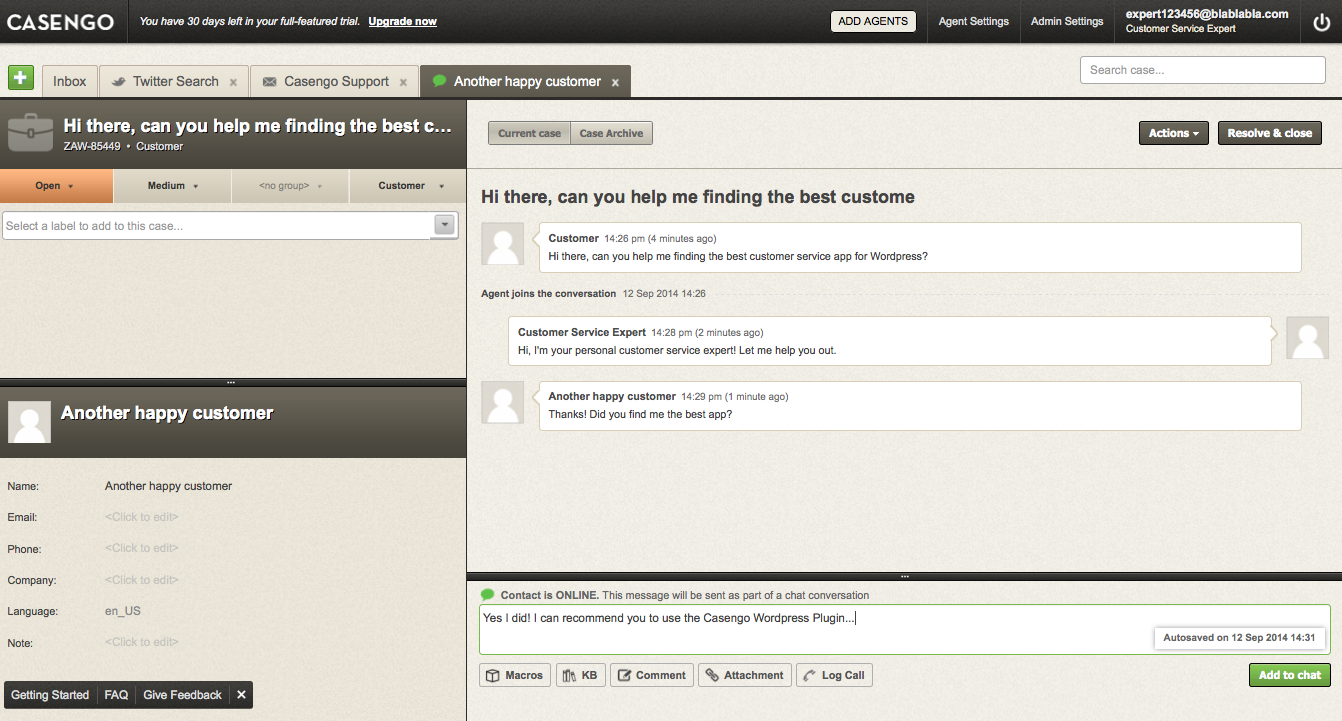 CASENGO
You have 30 days left in your full-featured trial. Upgrade now
ADD AGENTS
Agent Settings
Admin Settings
expert123456@blablabla.com
Customer Service Expert
Inbox
Twitter Search x
Casengo Support x
Another happy customer x
Search case...
Hi there, can you help me finding the best c...
ZAW-85449 • Customer
Open
Medium
<no group>
Customer
Select a label to add to this case...
Another happy customer
Name: Another happy customer
Email: <Click to edit>
Phone: <Click to edit>
Company: <Click to edit>
Language: en_US
Note: <Click to edit>
Getting Started FAQ Give Feedback X
Current case Case Archive
Actions
Resolve & close
Hi there, can you help me finding the best custome
Customer 14:26 pm (4 minutes ago)
Hi there, can you help me finding the best customer service app for Wordpress?
Agent joins the conversation 12 Sep 2014 14:26
Customer Service Expert 14:28 pm (2 minutes ago)
Hi, I'm your personal customer service expert! Let me help you out.
Another happy customer 14:29 pm (1 minute ago)
Thanks! Did you find me the best app?
Contact is ONLINE. This message will be sent as part of a chat conversation
Yes I did! I can recommend you to use the Casengo Wordpress Plugin...
Autosaved on 12 Sep 2014 14:31
Macros
KB
Comment
Attachment
Log Call
Add to chat